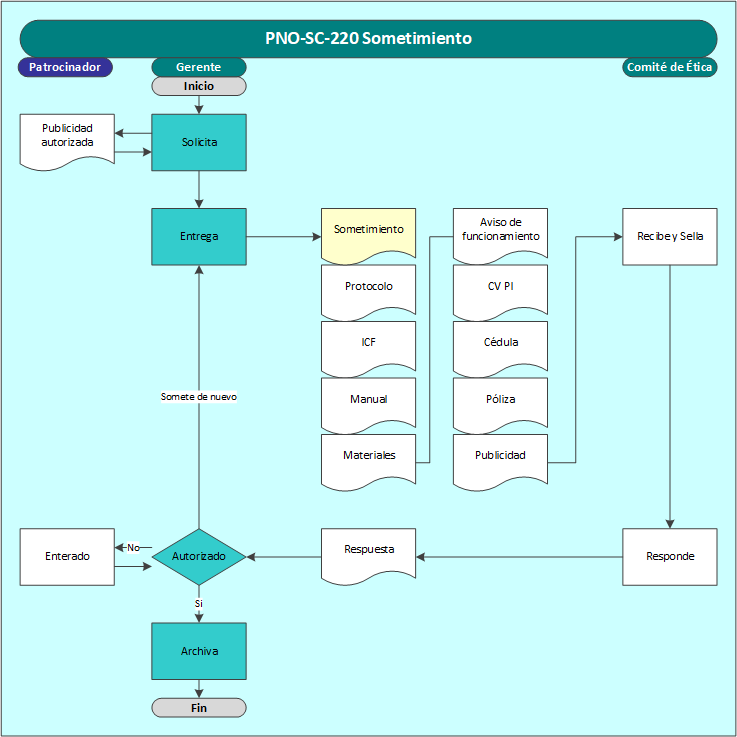 PNO-SC-220 Sometimiento
Patrocinador
Gerente
Comité de Ética
Inicio
Publicidad
autorizada
Solicita
Entrega
Sometimiento
Aviso de
funcionamiento
Recibe y Sella
Protocolo
CV PI
ICF
Cédula
Manual
Póliza
Somete de nuevo
Materiales
Publicidad
Enterado
No
Autorizado
Respuesta
Responde
Si
Archiva
Fin